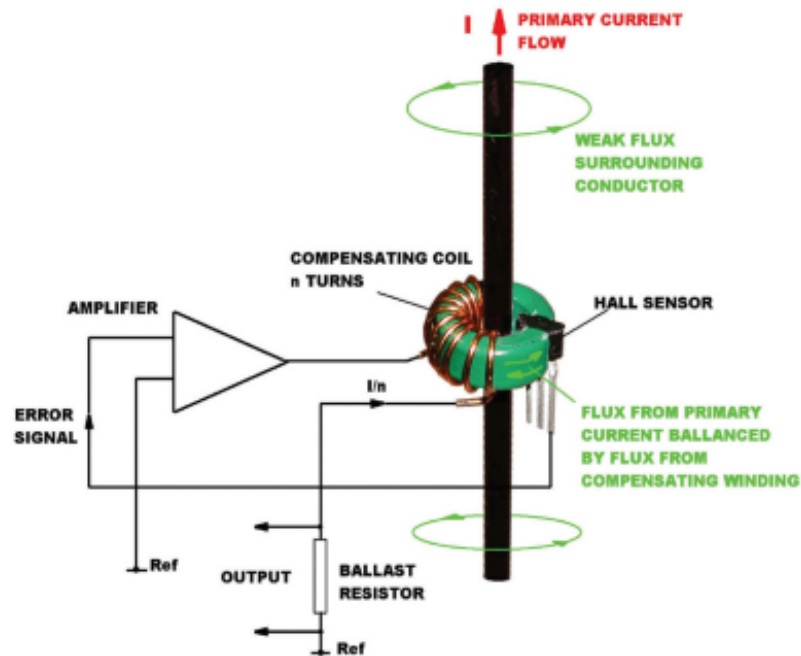 I
PRIMARY CURRENT
FLOW
WEAK FLUX
SURROUNDING
CONDUCTOR
COMPENSATING COIL
n TURNS
HALL SENSOR
AMPLIFIER
I/n
ERROR
SIGNAL
FLUX FROM PRIMARY
CURRENT BALLANCED
BY FLUX FROM
COMPENSATING WINDING
Ref
OUTPUT
BALLAST
RESISTOR
Ref